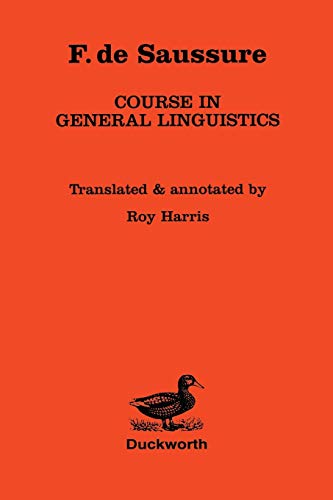 F. de Saussure
COURSE IN
GENERAL LINGUISTICS
Translated & annotated by
Roy Harris
Duckworth